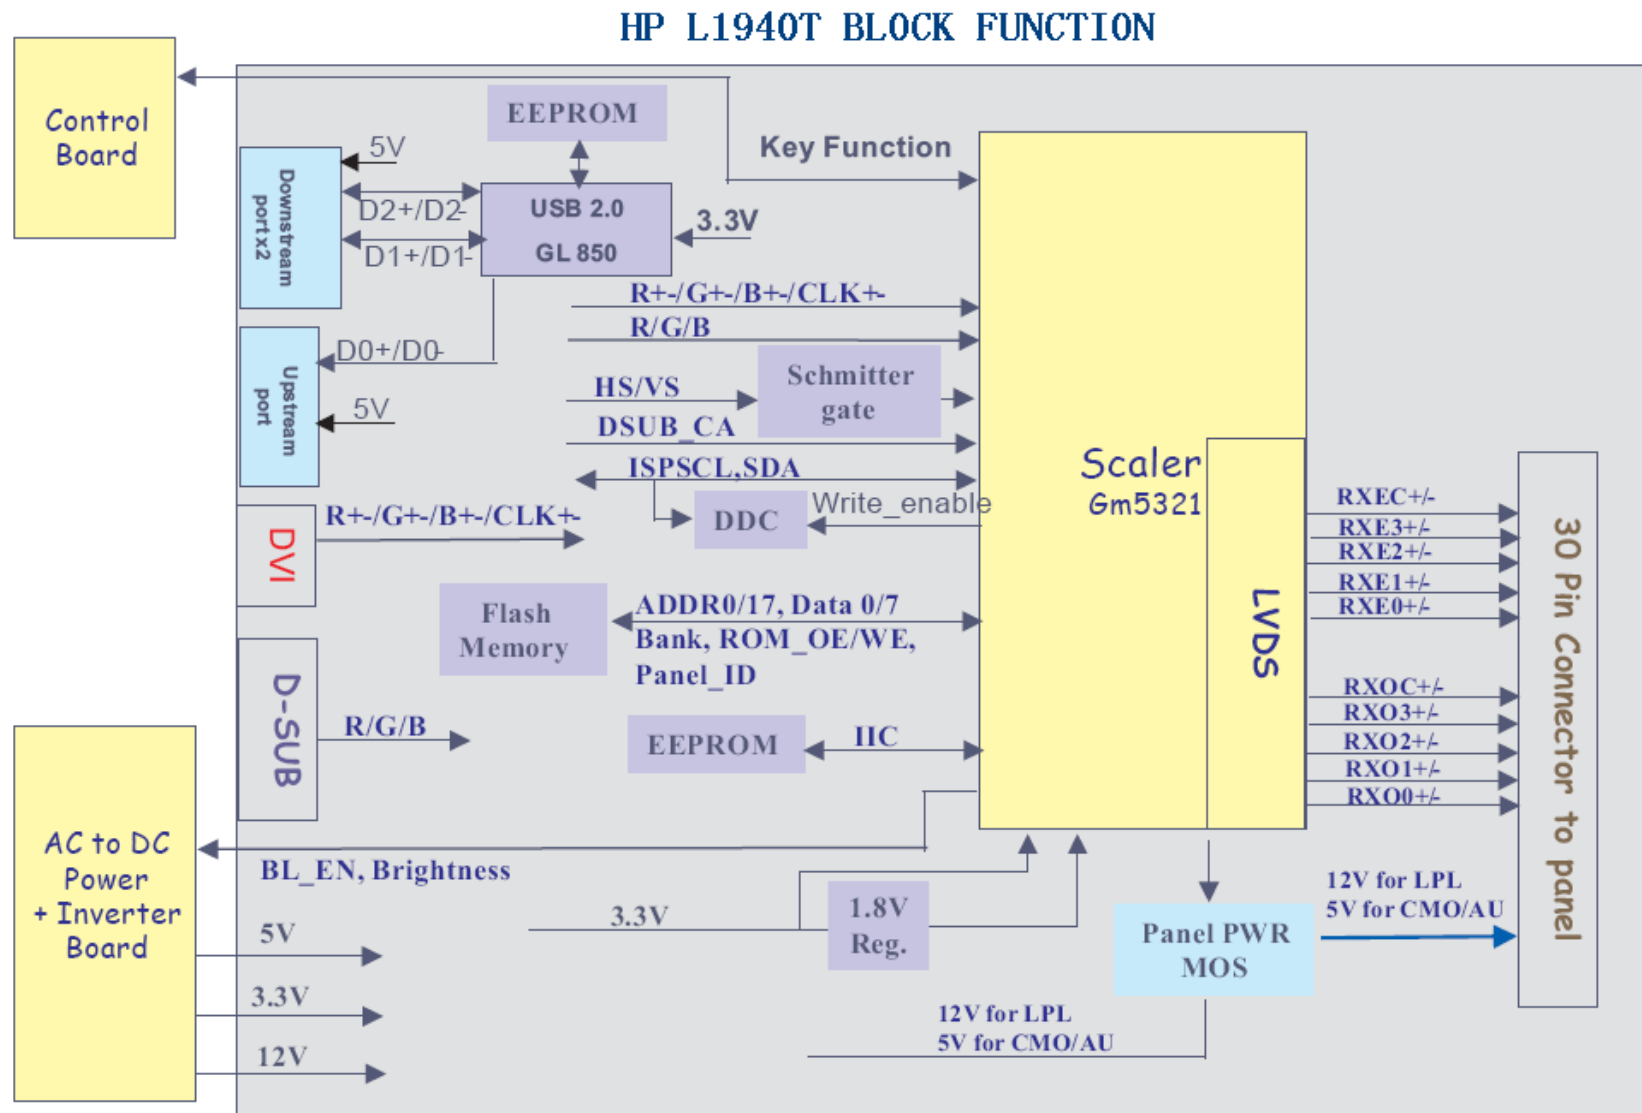 HP L1940T BLOCK FUNCTION
Control
Board
EEPROM
Key Function
5V
Downstream
port x2
D2+/D2-
D1+/D1-
USB 2.0
GL 850
3.3V
R+-/G+-/B+-/CLK+-
R/G/B
D0+/D0-
Upstream
port
5V
HS/VS
Schmitter
gate
DSUB_CA
ISPSCL,SDA
DDC
Write_enable
Scaler
Gm5321
LVDS
DVI
R+-/G+-/B+-/CLK+-
Flash
Memory
ADDR0/17, Data 0/7
Bank, ROM_OE/WE,
Panel_ID
D-SUB
R/G/B
EEPROM
IIC
RXEC+/-
RXE3+/-
RXE2+/-
RXE1+/-
RXE0+/-
RXOC+/-
RXO3+/-
RXO2+/-
RXO1+/-
RXO0+/-
30 Pin Connector to panel
AC to DC
Power
+ Inverter
Board
BL_EN, Brightness
5V
3.3V
12V
3.3V
1.8V
Reg.
Panel PWR
MOS
12V for LPL
5V for CMO/AU
12V for LPL
5V for CMO/AU